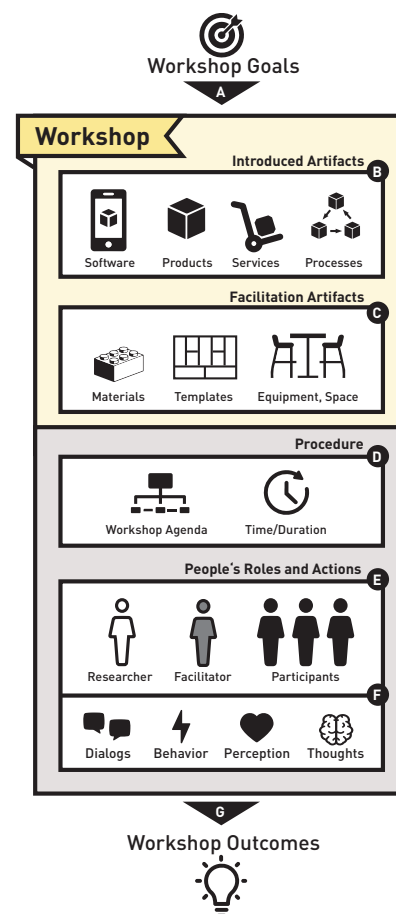 Workshop Goals
A
Workshop
Introduced Artifacts
B
Software Products Services Processes
Facilitation Artifacts
C
Materials Templates Equipment, Space
Procedure
D
Workshop Agenda Time/Duration
People‘s Roles and Actions
E
Researcher Facilitator Participants
F
Dialogs Behavior Perception Thoughts
G
Workshop Outcomes